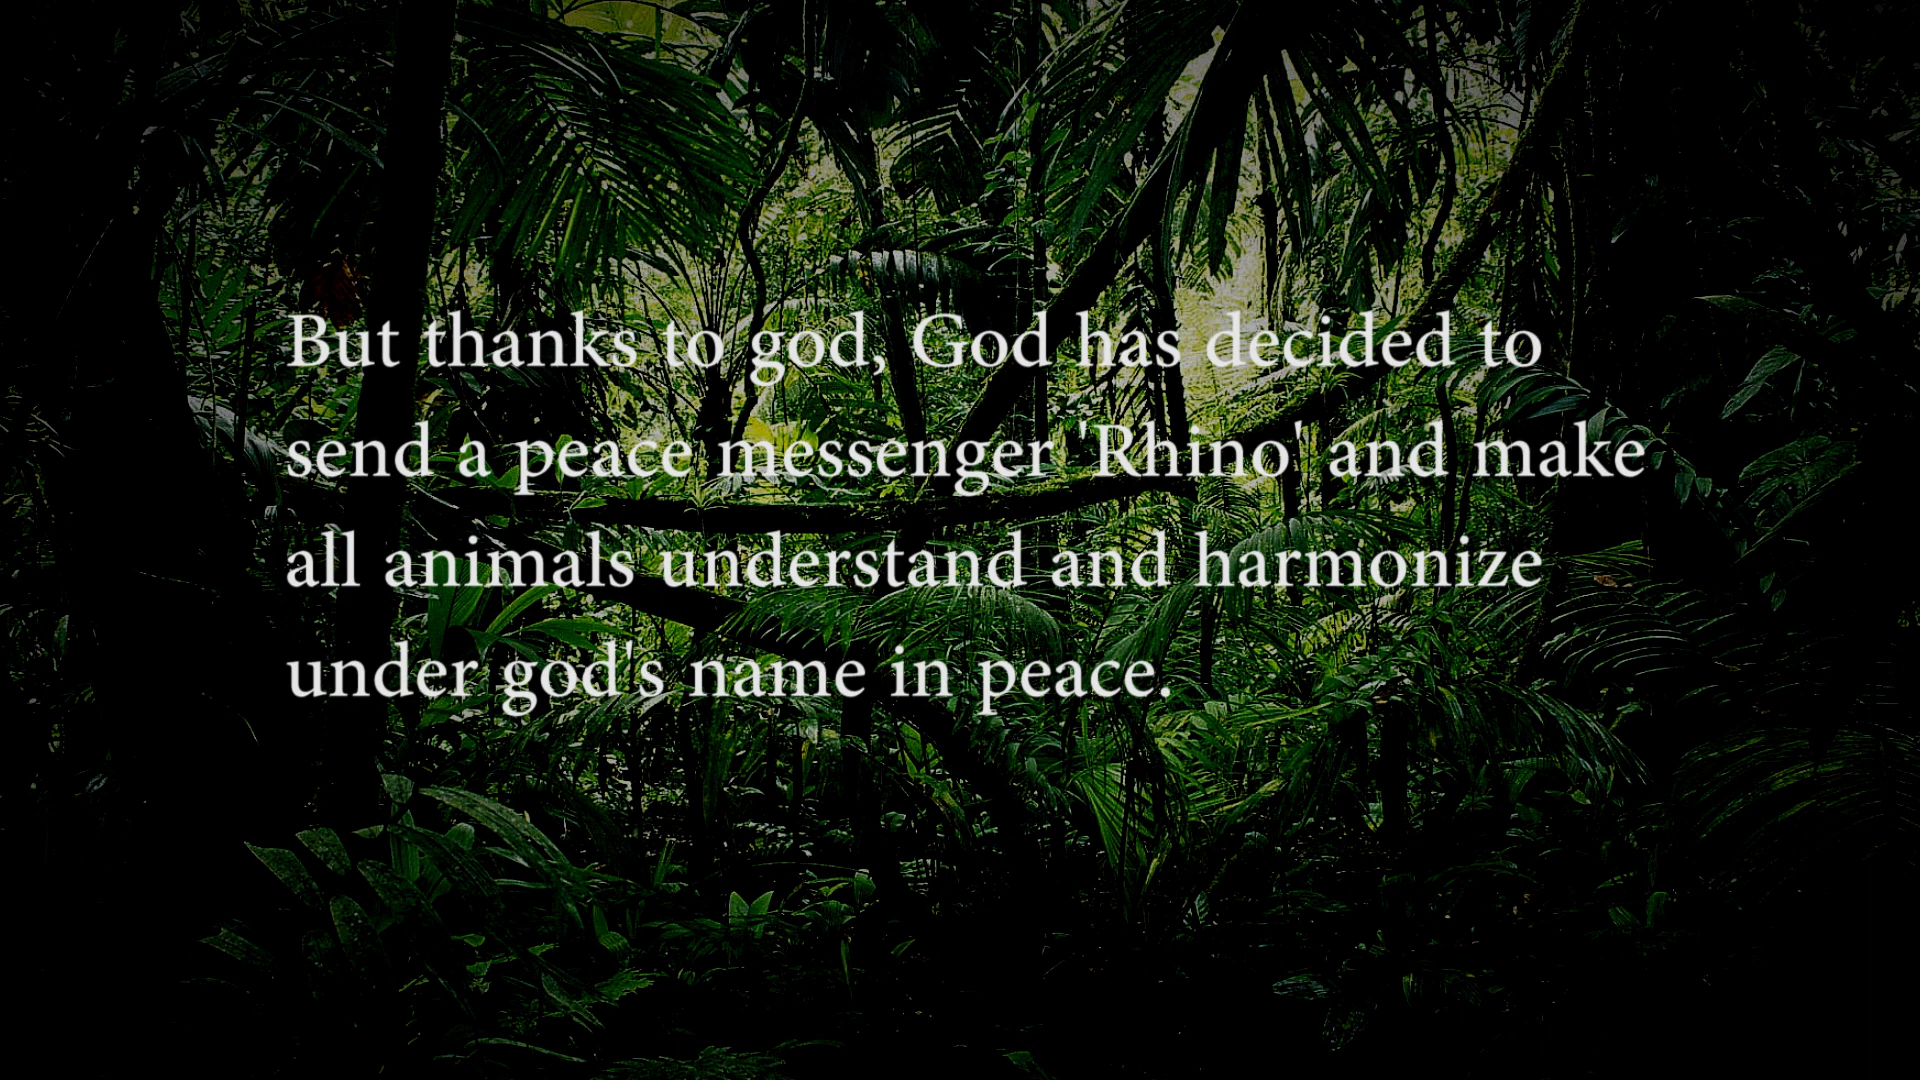 But thanks to god, God has decided to
send a peace messenger 'Rhino' and make
all animals understand and harmonize
under god's name in peace.